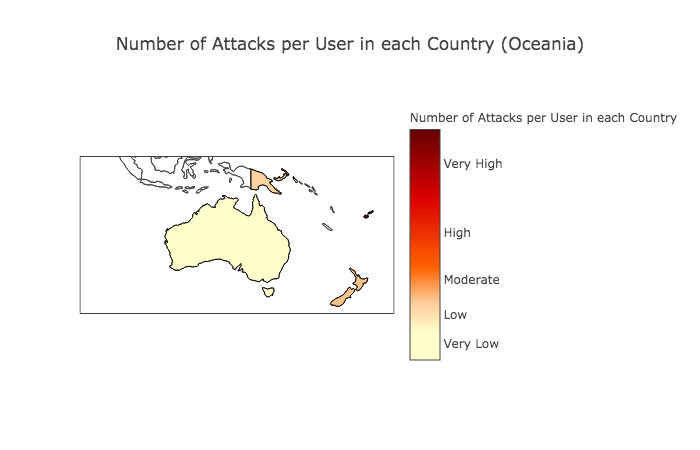 Number of Attacks per User in each Country (Oceania)
Number of Attacks per User in each Country
Very High
High
Moderate
Low
Very Low